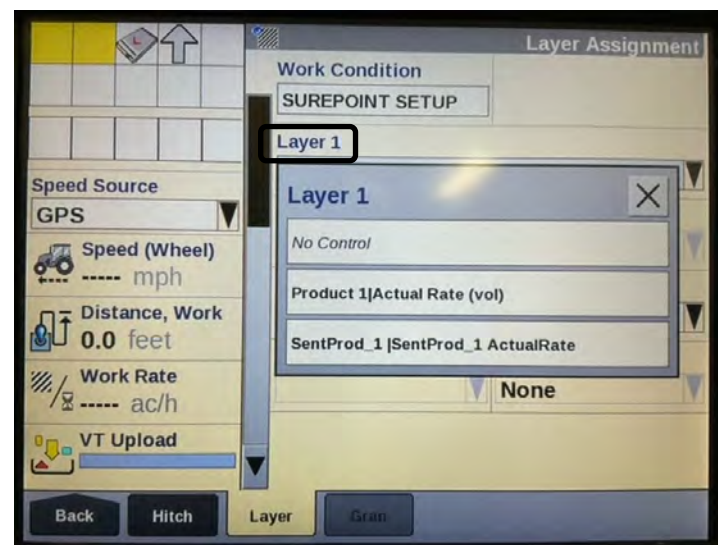 Layer Assignment
Work Condition
SUREPOINT SETUP
Layer 1
Speed Source
GPS
Speed (Wheel)
----- mph
Distance, Work
0.0 feet
Work Rate
----- ac/h
VT Upload
Layer 1
No Control
Product 1|Actual Rate (vol)
SentProd_1 |SentProd_1 ActualRate
None
Back
Hitch
Layer
Gran